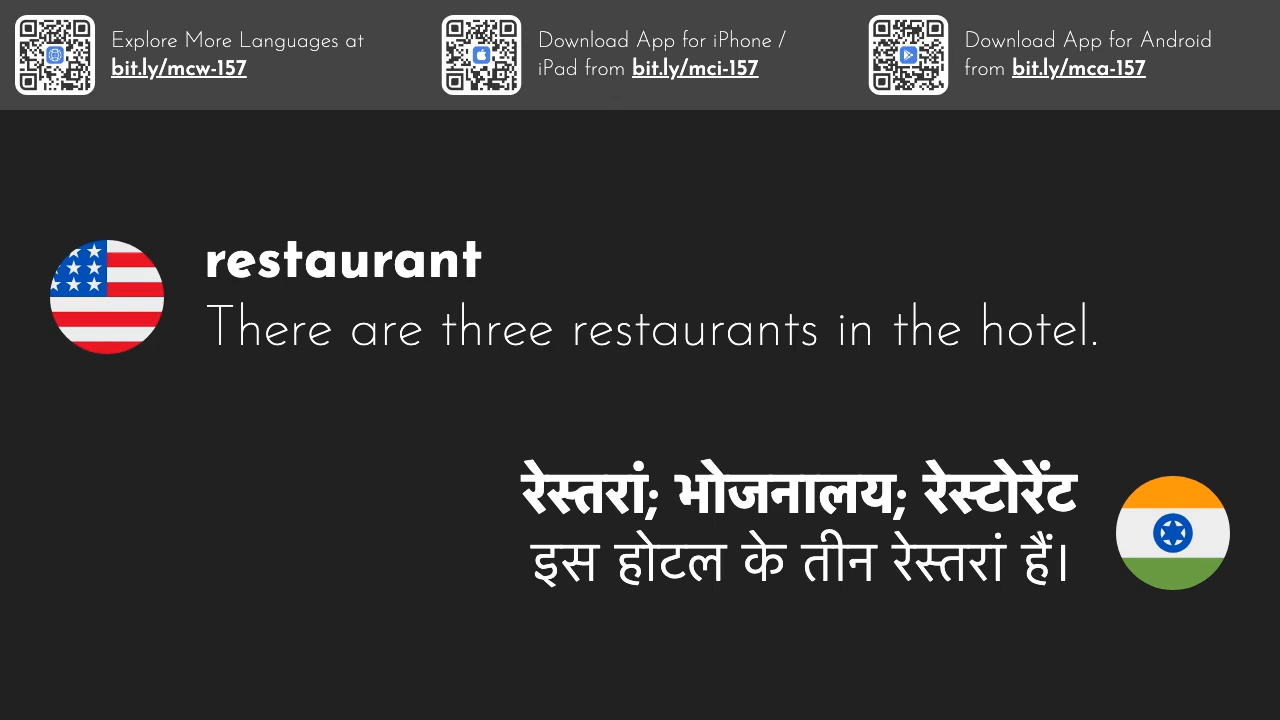 Explore More Languages at
bit.ly/mcw-157
Download App for iPhone /
iPad from bit.ly/mci-157
Download App for Android
from bit.ly/mca-157
restaurant
There are three restaurants in the hotel.
रेस्तरां; भोजनालय; रेस्टोरेंट
इस होटल के तीन रेस्तरां हैं।